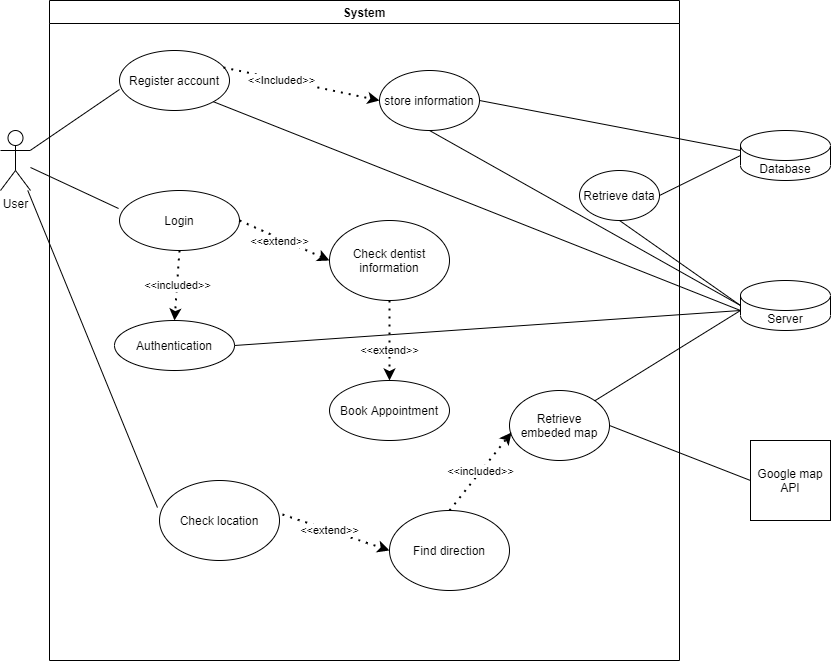 System
Register account
<<Included>>
store information
Database
Retrieve data
User
Login
<<extend>>
Check dentist
information
<<included>>
Server
Authentication
<<extend>>
Book Appointment
Retrieve
embeded map
<<included>>
Google map
API
Check location
<<extend>>
Find direction